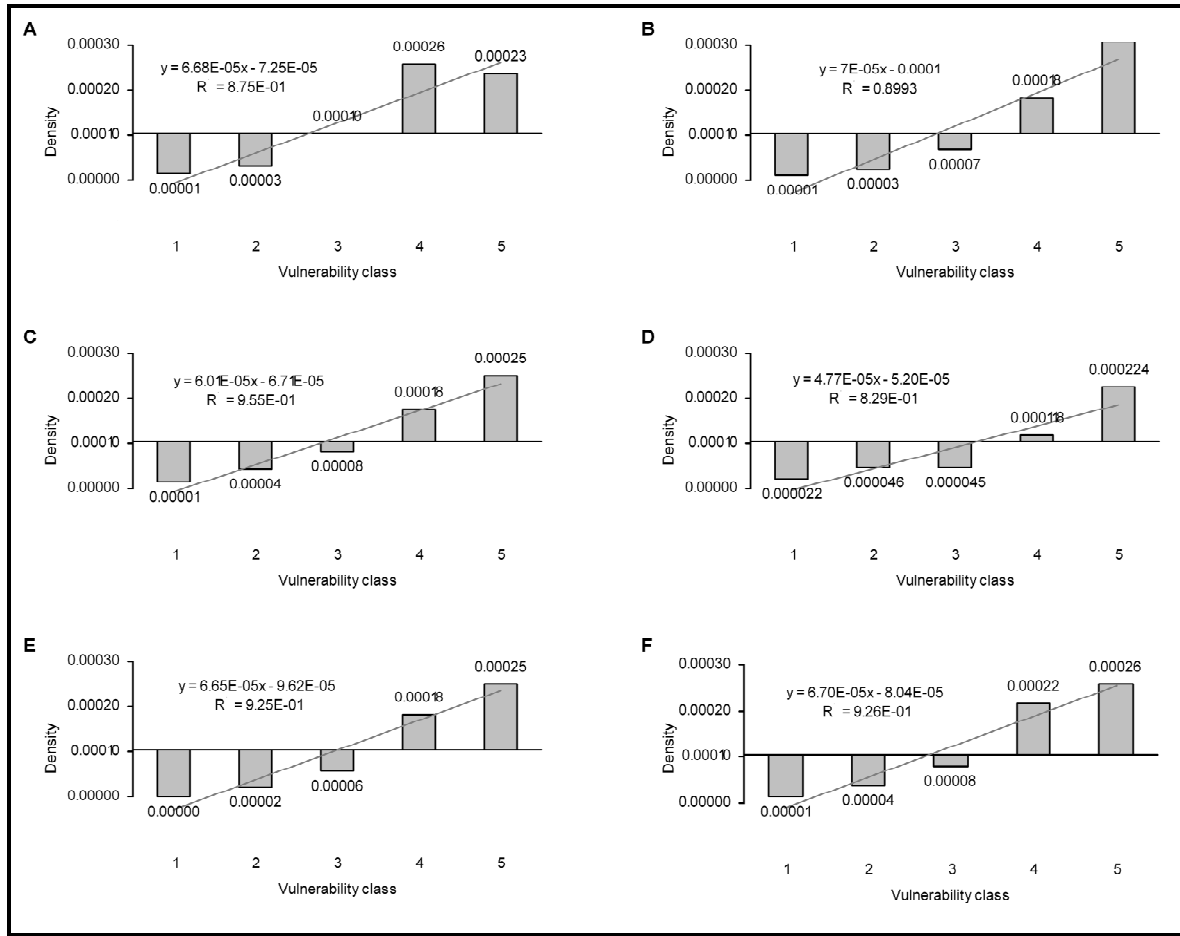 A
0.00030
0.00020
0.00010
0.00000
Density
y = 6.68E-05x - 7.25E-05
R = 8.75E-01
0.00001
0.00003
0.00010
0.00026
0.00023
1 2 3 4 5
Vulnerability class
B
0.00030
0.00020
0.00010
0.00000
Density
y = 7E-05x - 0.0001
R = 0.8993
0.00001
0.00003
0.00007
0.00018
1 2 3 4 5
Vulnerability class
C
0.00030
0.00020
0.00010
0.00000
Density
y = 6.01E-05x - 6.71E-05
R = 9.55E-01
0.00001
0.00004
0.00008
0.00018
0.00025
1 2 3 4 5
Vulnerability class
D
0.00030
0.00020
0.00010
0.00000
Density
y = 4.77E-05x - 5.20E-05
R = 8.29E-01
0.000022
0.000046
0.000045
0.000224
1 2 3 4 5
Vulnerability class
E
0.00030
0.00020
0.00010
0.00000
Density
y = 6.65E-05x - 9.62E-05
R = 9.25E-01
0.00000
0.00002
0.00006
0.00018
0.00025
1 2 3 4 5
Vulnerability class
F
0.00030
0.00020
0.00010
0.00000
Density
y = 6.70E-05x - 8.04E-05
R = 9.26E-01
0.00001
0.00004
0.00008
0.00022
0.00026
1 2 3 4 5
Vulnerability class